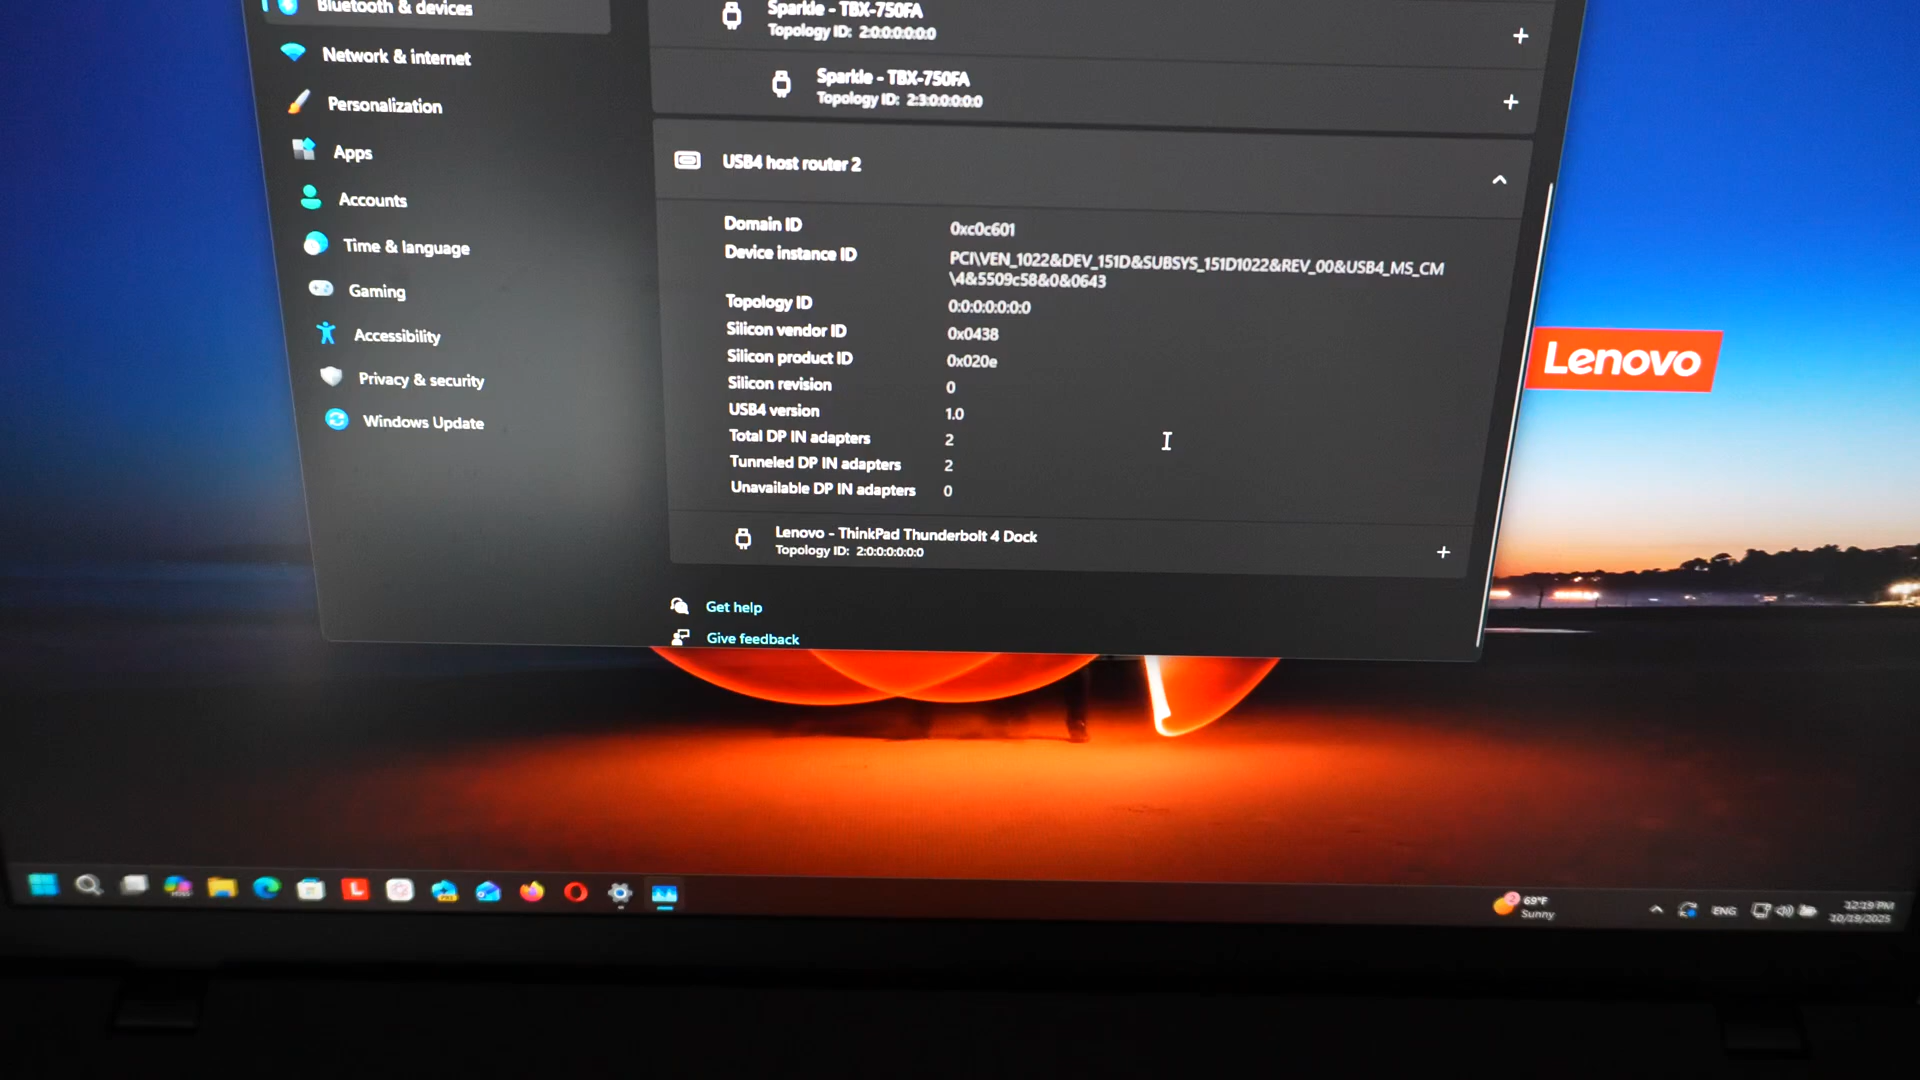 Bluetooth & devices
Network & internet
Personalization
Apps
Accounts
Time & language
Gaming
Accessibility
Privacy & security
Windows Update
Sparkle - TBX-750FA
Topology ID: 2:0:0:0:0:0:0
Sparkle - TBX-750FA
Topology ID: 2:3:0:0:0:0:0
USB4 host router 2
Domain ID 0xc0c601
Device instance ID PCI\VEN_1022&DEV_151D&SUBSYS_151D1022&REV_00&USB4_MS_CM
\4&5509c58&0&0643
Topology ID 0:0:0:0:0:0:0
Silicon vendor ID 0x0438
Silicon product ID 0x020e
Silicon revision 0
USB4 version 1.0
Total DP IN adapters 2
Tunneled DP IN adapters 2
Unavailable DP IN adapters 0
Lenovo - ThinkPad Thunderbolt 4 Dock
Topology ID: 2:0:0:0:0:0:0
Get help
Give feedback
Lenovo
69°F
Sunny
ENG
12:19 PM
10/19/2025